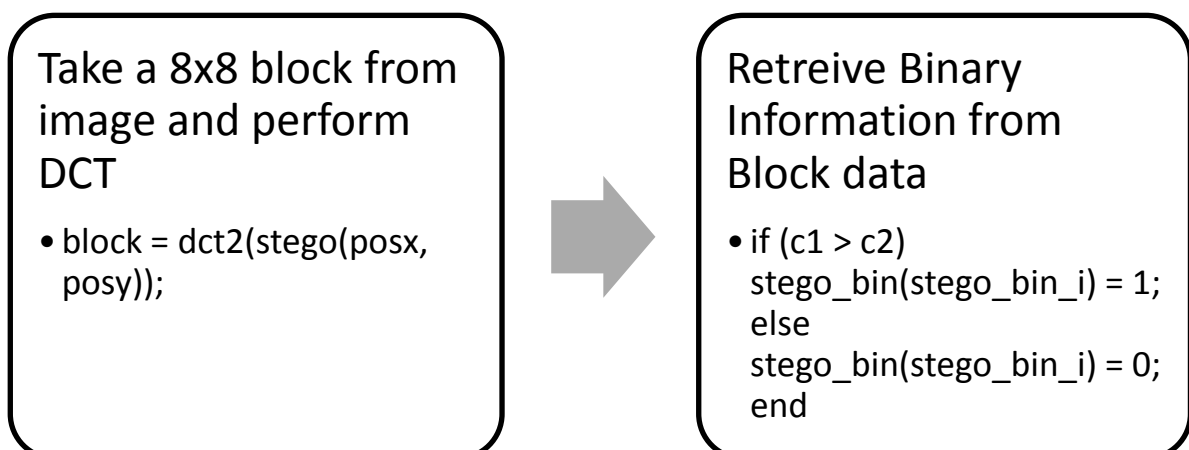 Take a 8x8 block from
image and perform
DCT
• block = dct2(stego(posx,
posy));
Retreive Binary
Information from
Block data
• if (c1 > c2)
stego_bin(stego_bin_i) = 1;
else
stego_bin(stego_bin_i) = 0;
end